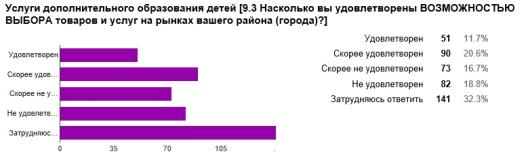 Услуги дополнительного образования детей [9.3 Насколько вы удовлетворены ВОЗМОЖНОСТЬЮ
ВЫБОРА товаров и услуг на рынках вашего района (города)?]
Удовлетворен
Скорее удов...
Скорее не у...
Не удовлетв...
Затрудняюс...
0 35 70 105 .
Удовлетворен 51 11.7%
Скорее удовлетворен 90 20.6%
Скорее не удовлетворен 73 16.7%
Не удовлетворен 82 18.8%
Затрудняюсь ответить 141 32.3%